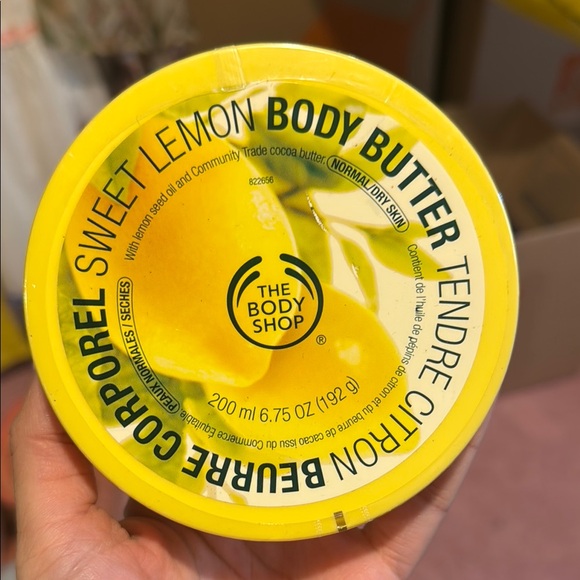 SWEET LEMON BODY BUTTER
With lemon seed oil and Community Trade cocoa butter.
NORMAL/DRY SKIN
822656
THE
BODY
SHOP
®
200 ml 6.75 OZ (192 g)
TENDRE CITRON BEURRE CORPOREL
Contient de l'huile de pépins de citron et du beurre de cacao issu du Commerce Équitable
PEAUX NORMALES / SECHES